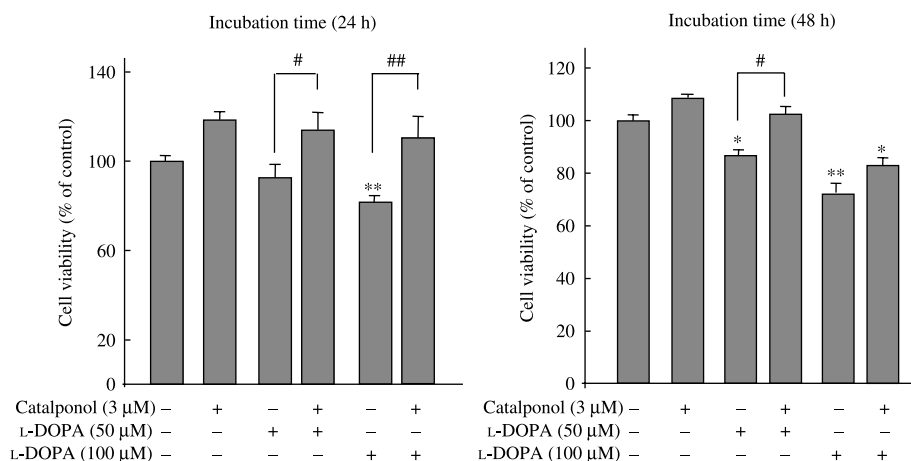 Incubation time (24 h)
Cell viability (% of control)
140
100
60
20
0
#
##
**
Catalponol (3 μM) – + – + – +
L-DOPA (50 μM) + +
L-DOPA (100 μM) + +
Incubation time (48 h)
Cell viability (% of control)
120
100
80
60
40
20
0
#
*
**
*
Catalponol (3 μM) – + – + – +
L-DOPA (50 μM) – – + + – –
L-DOPA (100 μM) – – – – + +